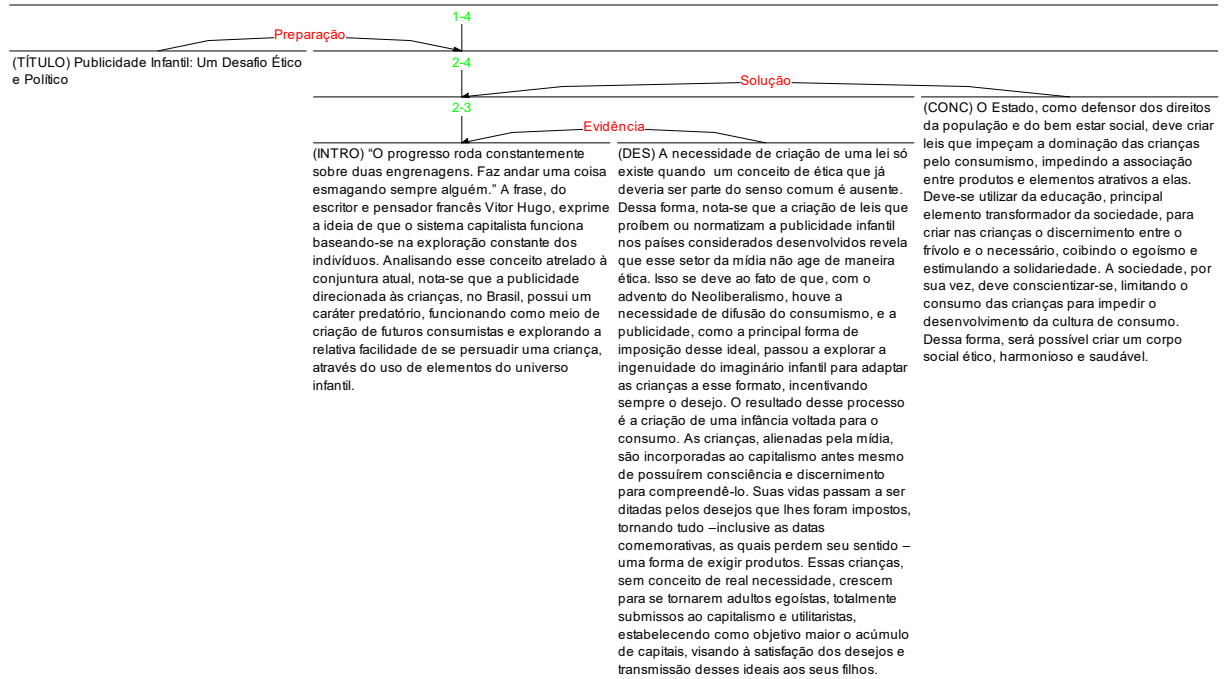 1-4
Preparação
(TÍTULO) Publicidade Infantil: Um Desafio Ético
e Político
2-4
Solução
2-3
Evidência
(INTRO) “O progresso roda constantemente
sobre duas engrenagens. Faz andar uma coisa
esmagando sempre alguém.” A frase, do
escritor e pensador francês Vitor Hugo, exprime
a ideia de que o sistema capitalista funciona
baseando-se na exploração constante dos
indivíduos. Analisando esse conceito atrelado à
conjuntura atual, nota-se que a publicidade
direcionada às crianças, no Brasil, possui um
caráter predatório, funcionando como meio de
criação de futuros consumistas e explorando a
relativa facilidade de se persuadir uma criança,
através do uso de elementos do universo
infantil.
(DES) A necessidade de criação de uma lei só
existe quando um conceito de ética que já
deveria ser parte do senso comum é ausente.
Dessa forma, nota-se que a criação de leis que
proíbem ou normatizam a publicidade infantil
nos países considerados desenvolvidos revela
que esse setor da mídia não age de maneira
ética. Isso se deve ao fato de que, com o
advento do Neoliberalismo, houve a
necessidade de difusão do consumismo, e a
publicidade, como a principal forma de
imposição desse ideal, passou a explorar a
ingenuidade do imaginário infantil para adaptar
as crianças a esse formato, incentivando
sempre o desejo. O resultado desse processo
é a criação de uma infância voltada para o
consumo. As crianças, alienadas pela mídia,
são incorporadas ao capitalismo antes mesmo
de possuírem consciência e discernimento
para compreendê-lo. Suas vidas passam a ser
ditadas pelos desejos que lhes foram impostos,
tornando tudo –inclusive as datas
comemorativas, as quais perdem seu sentido –
uma forma de exigir produtos. Essas crianças,
sem conceito de real necessidade, crescem
para se tornarem adultos egoístas, totalmente
submissos ao capitalismo e utilitaristas,
estabelecendo como objetivo maior o acúmulo
de capitais, visando à satisfação dos desejos e
transmissão desses ideais aos seus filhos.
(CONC) O Estado, como defensor dos direitos
da população e do bem estar social, deve criar
leis que impeçam a dominação das crianças
pelo consumismo, impedindo a associação
entre produtos e elementos atrativos a elas.
Deve-se utilizar da educação, principal
elemento transformador da sociedade, para
criar nas crianças o discernimento entre o
frívolo e o necessário, coibindo o egoísmo e
estimulando a solidariedade. A sociedade, por
sua vez, deve conscientizar-se, limitando o
consumo das crianças para impedir o
desenvolvimento da cultura de consumo.
Dessa forma, será possível criar um corpo
social ético, harmonioso e saudável.